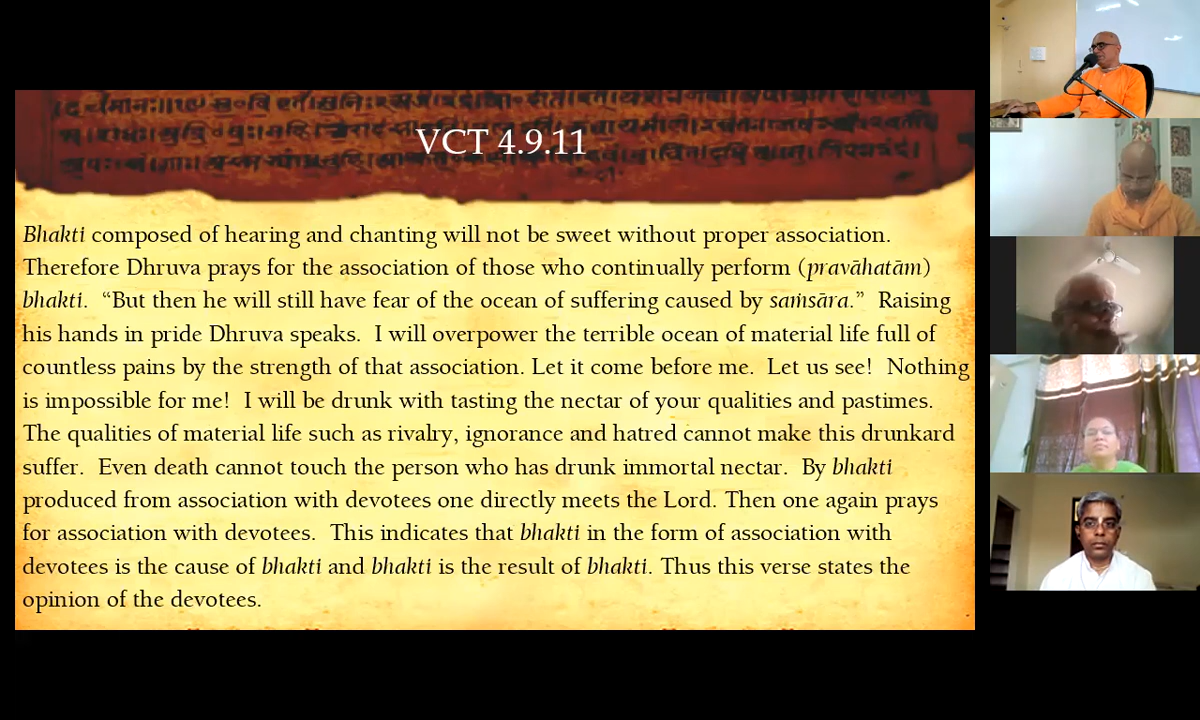 VCT 4.9.11
Bhakti composed of hearing and chanting will not be sweet without proper association.
Therefore Dhruva prays for the association of those who continually perform (pravāhatām)
bhakti.  “But then he will still have fear of the ocean of suffering caused by saṁsāra.”  Raising
his hands in pride Dhruva speaks.  I will overpower the terrible ocean of material life full of
countless pains by the strength of that association. Let it come before me.  Let us see!  Nothing
is impossible for me!  I will be drunk with tasting the nectar of your qualities and pastimes.
The qualities of material life such as rivalry, ignorance and hatred cannot make this drunkard
suffer.  Even death cannot touch the person who has drunk immortal nectar.  By bhakti
produced from association with devotees one directly meets the Lord. Then one again prays
for association with devotees.  This indicates that bhakti in the form of association with
devotees is the cause of bhakti and bhakti is the result of bhakti. Thus this verse states the
opinion of the devotees.